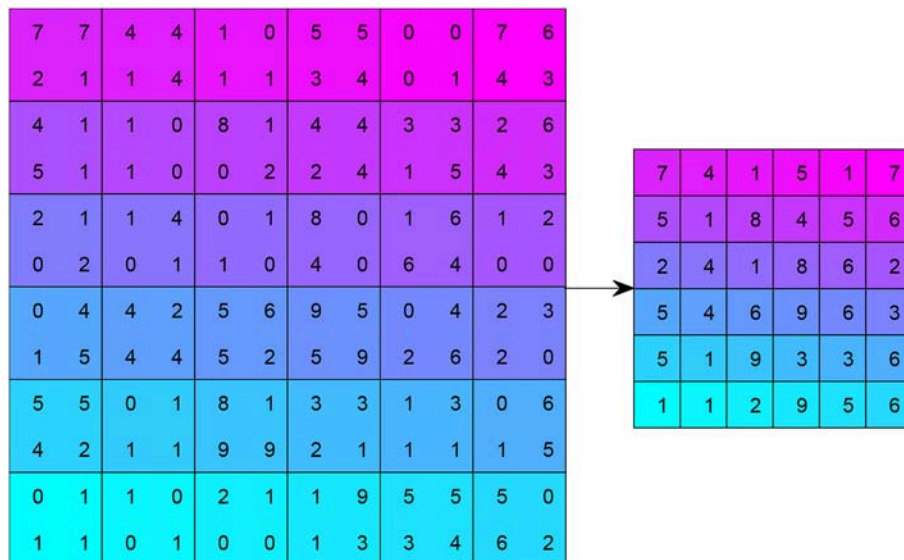 7 7 4 4 1 0 5 5 0 0 7 6
2 1 1 4 1 1 3 4 0 1 4 3
4 1 1 0 8 1 4 4 3 3 2 6
5 1 1 0 0 2 2 4 1 5 4 3
2 1 1 4 0 1 8 0 1 6 1 2
0 2 0 1 1 0 4 0 6 4 0 0
0 4 4 2 5 6 9 5 0 4 2 3
1 5 4 4 5 2 5 9 2 6 2 0
5 5 0 1 8 1 3 3 1 3 0 6
4 2 1 1 9 9 2 1 1 1 1 5
0 1 1 0 2 1 1 9 5 5 5 0
1 1 0 1 0 0 1 3 3 4 6 2
7 4 1 5 1 7
5 1 8 4 5 6
2 4 1 8 6 2
5 4 6 9 6 3
5 1 9 3 3 6
1 1 2 9 5 6